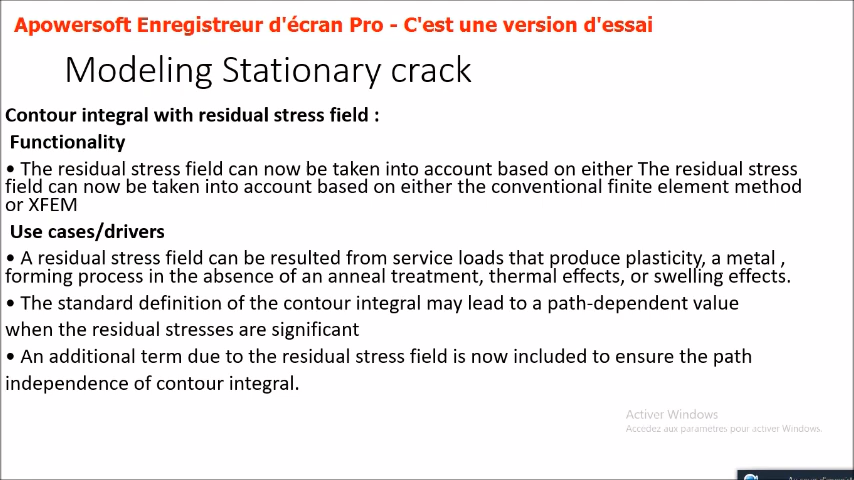 Apowersoft Enregistreur d'écran Pro - C'est une version d'essai
Modeling Stationary crack
Contour integral with residual stress field :
Functionality
• The residual stress field can now be taken into account based on either The residual stress
field can now be taken into account based on either the conventional finite element method
or XFEM
Use cases/drivers
• A residual stress field can be resulted from service loads that produce plasticity, a metal ,
forming process in the absence of an anneal treatment, thermal effects, or swelling effects.
• The standard definition of the contour integral may lead to a path-dependent value
when the residual stresses are significant
• An additional term due to the residual stress field is now included to ensure the path
independence of contour integral.
Activer Windows
Accédez aux paramètres pour activer Windows.